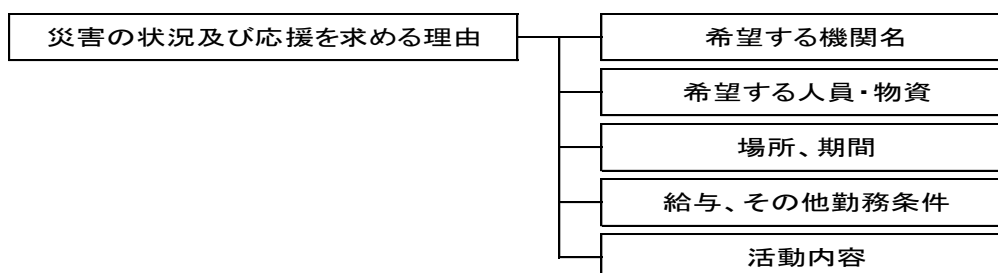 災害の状況及び応援を求める理由
希望する機関名
希望する人員・物資
場所、期間
給与、その他勤務条件
活動内容